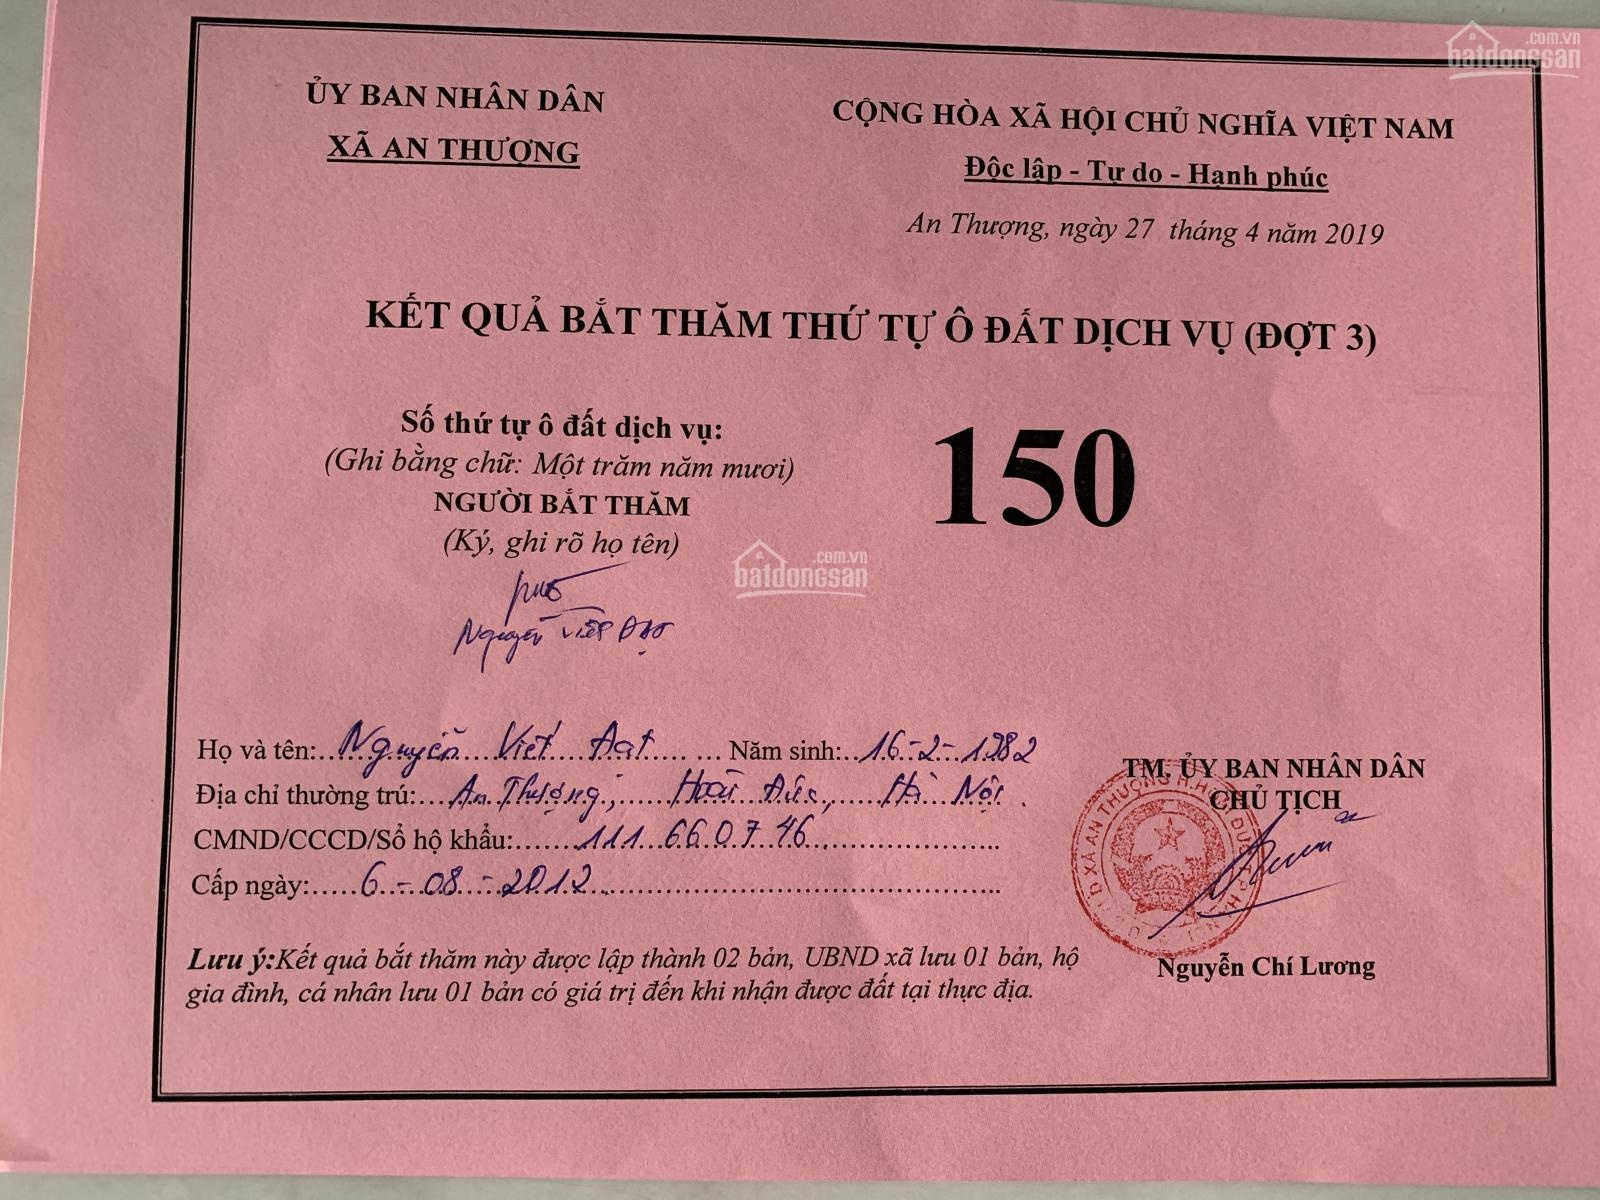 batdongsan.com.vn
ỦY BAN NHÂN DÂN
XÃ AN THƯỢNG
CỘNG HÒA XÃ HỘI CHỦ NGHĨA VIỆT NAM
Độc lập - Tự do - Hạnh phúc
An Thượng, ngày 27 tháng 4 năm 2019
KẾT QUẢ BẮT THĂM THỨ TỰ Ô ĐẤT DỊCH VỤ (ĐỢT 3)
Số thứ tự ô đất dịch vụ:
150
(Ghi bằng chữ: Một trăm năm mươi)
NGƯỜI BẮT THĂM
(Ký, ghi rõ họ tên)
batdongsan.com.vn
Nguyễn Viết Đạt
Họ và tên:...Nguyễn Viết Đạt... Năm sinh:..16-2-1982
Địa chỉ thường trú:...An Thượng, Hoài Đức, Hà Nội.
CMND/CCCD/Sổ hộ khẩu:...111660746...
Cấp ngày:...6-08-2012...
TM. ỦY BAN NHÂN DÂN
CHỦ TỊCH
Nguyễn Chí Lương
Lưu ý:Kết quả bắt thăm này được lập thành 02 bản, UBND xã lưu 01 bản, hộ
gia đình, cá nhân lưu 01 bản có giá trị đến khi nhận được đất tại thực địa.